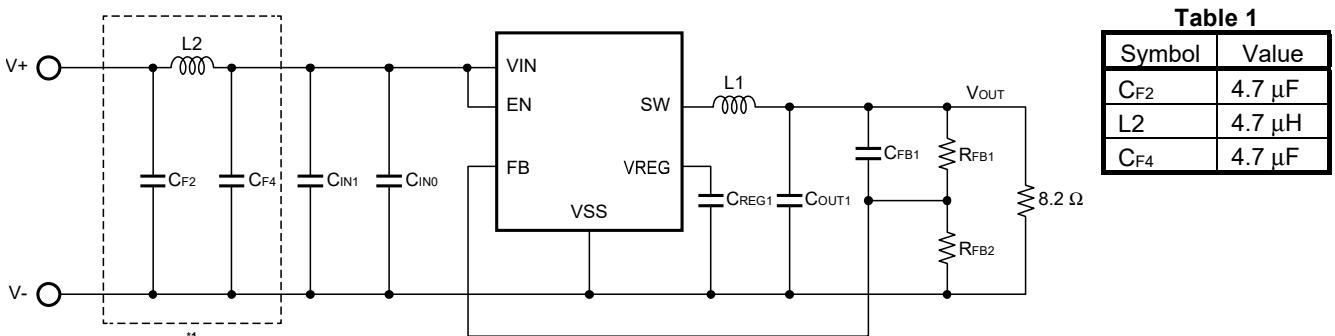 Table 1
Symbol Value
CF2 4.7 μF
L2 4.7 μH
CF4 4.7 μF
L2
V+
VIN
EN
SW
L1
VOUT
FB
VREG
CF2
CF4
CIN1
CIN0
VSS
CREG1
COUT1
CFB1
RFB1
RFB2
8.2 Ω
V-
*1